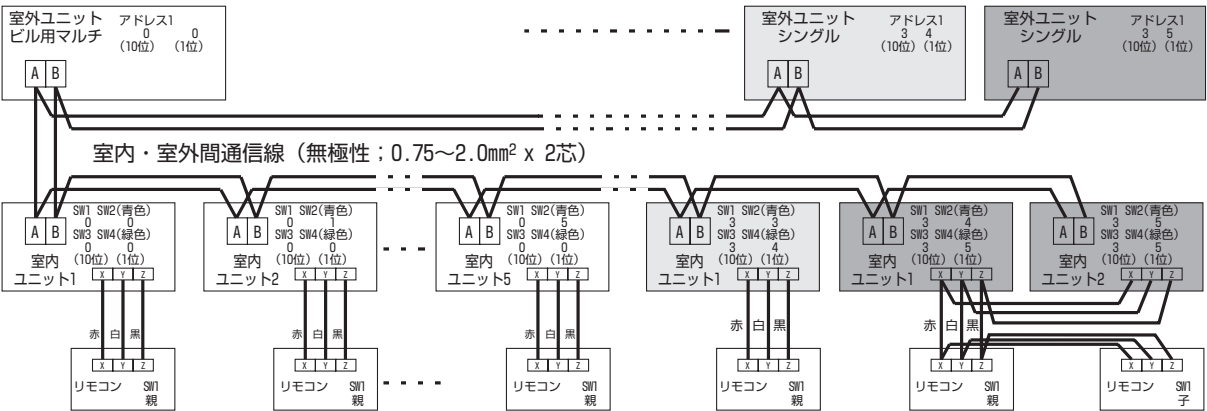 室外ユニット
ビル用マルチ
アドレス1
0 0
(10位) (1位)
A B
室外ユニット
シングル
アドレス1
3 4
(10位) (1位)
A B
室外ユニット
シングル
アドレス1
3 5
(10位) (1位)
A B
室内・室外間通信線（無極性；0.75～2.0mm² x 2芯）
A B
SW1 SW2(青色)
0 0
SW3 SW4(緑色)
0 0
(10位) (1位)
室内
ユニット1
X Y Z
A B
SW1 SW2(青色)
0 1
SW3 SW4(緑色)
0 0
(10位) (1位)
室内
ユニット2
X Y Z
A B
SW1 SW2(青色)
0 5
SW3 SW4(緑色)
0 0
(10位) (1位)
室内
ユニット5
X Y Z
A B
SW1 SW2(青色)
3 3
SW3 SW4(緑色)
3 4
(10位) (1位)
室内
ユニット1
X Y Z
A B
SW1 SW2(青色)
3 4
SW3 SW4(緑色)
3 5
(10位) (1位)
室内
ユニット1
X Y Z
A B
SW1 SW2(青色)
3 5
SW3 SW4(緑色)
3 5
(10位) (1位)
室内
ユニット2
X Y Z
赤 白 黒
赤 白 黒
赤 白 黒
赤 白 黒
赤 白 黒
X Y Z
リモコン SW1
親
X Y Z
リモコン SW1
親
X Y Z
リモコン SW1
親
X Y Z
リモコン SW1
親
X Y Z
リモコン SW1
親
X Y Z
リモコン SW1
子